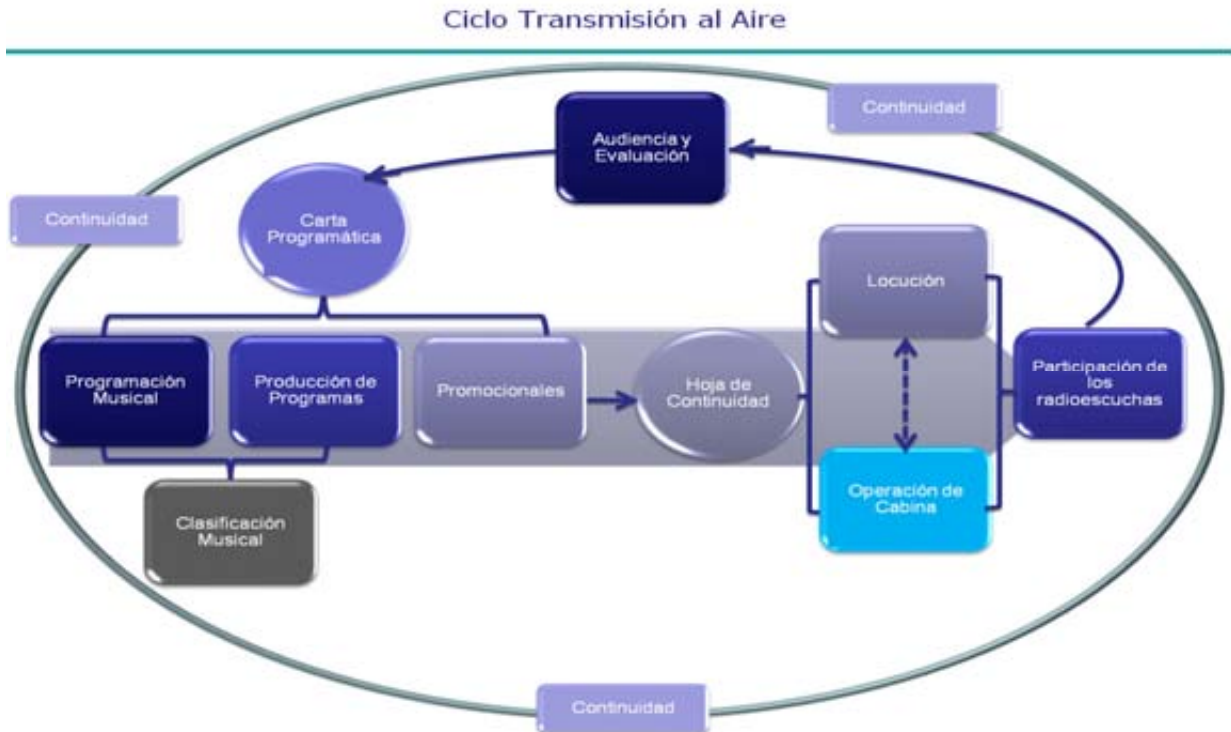 Ciclo Transmisión al Aire
Continuidad
Audiencia y
Evaluación
Continuidad
Carta
Programática
Locución
Programación
Musical
Producción de
Programas
Promocionales
Hoja de
Continuidad
Participación de
los
radioescuchas
Operación de
Cabina
Clasificación
Musical
Continuidad